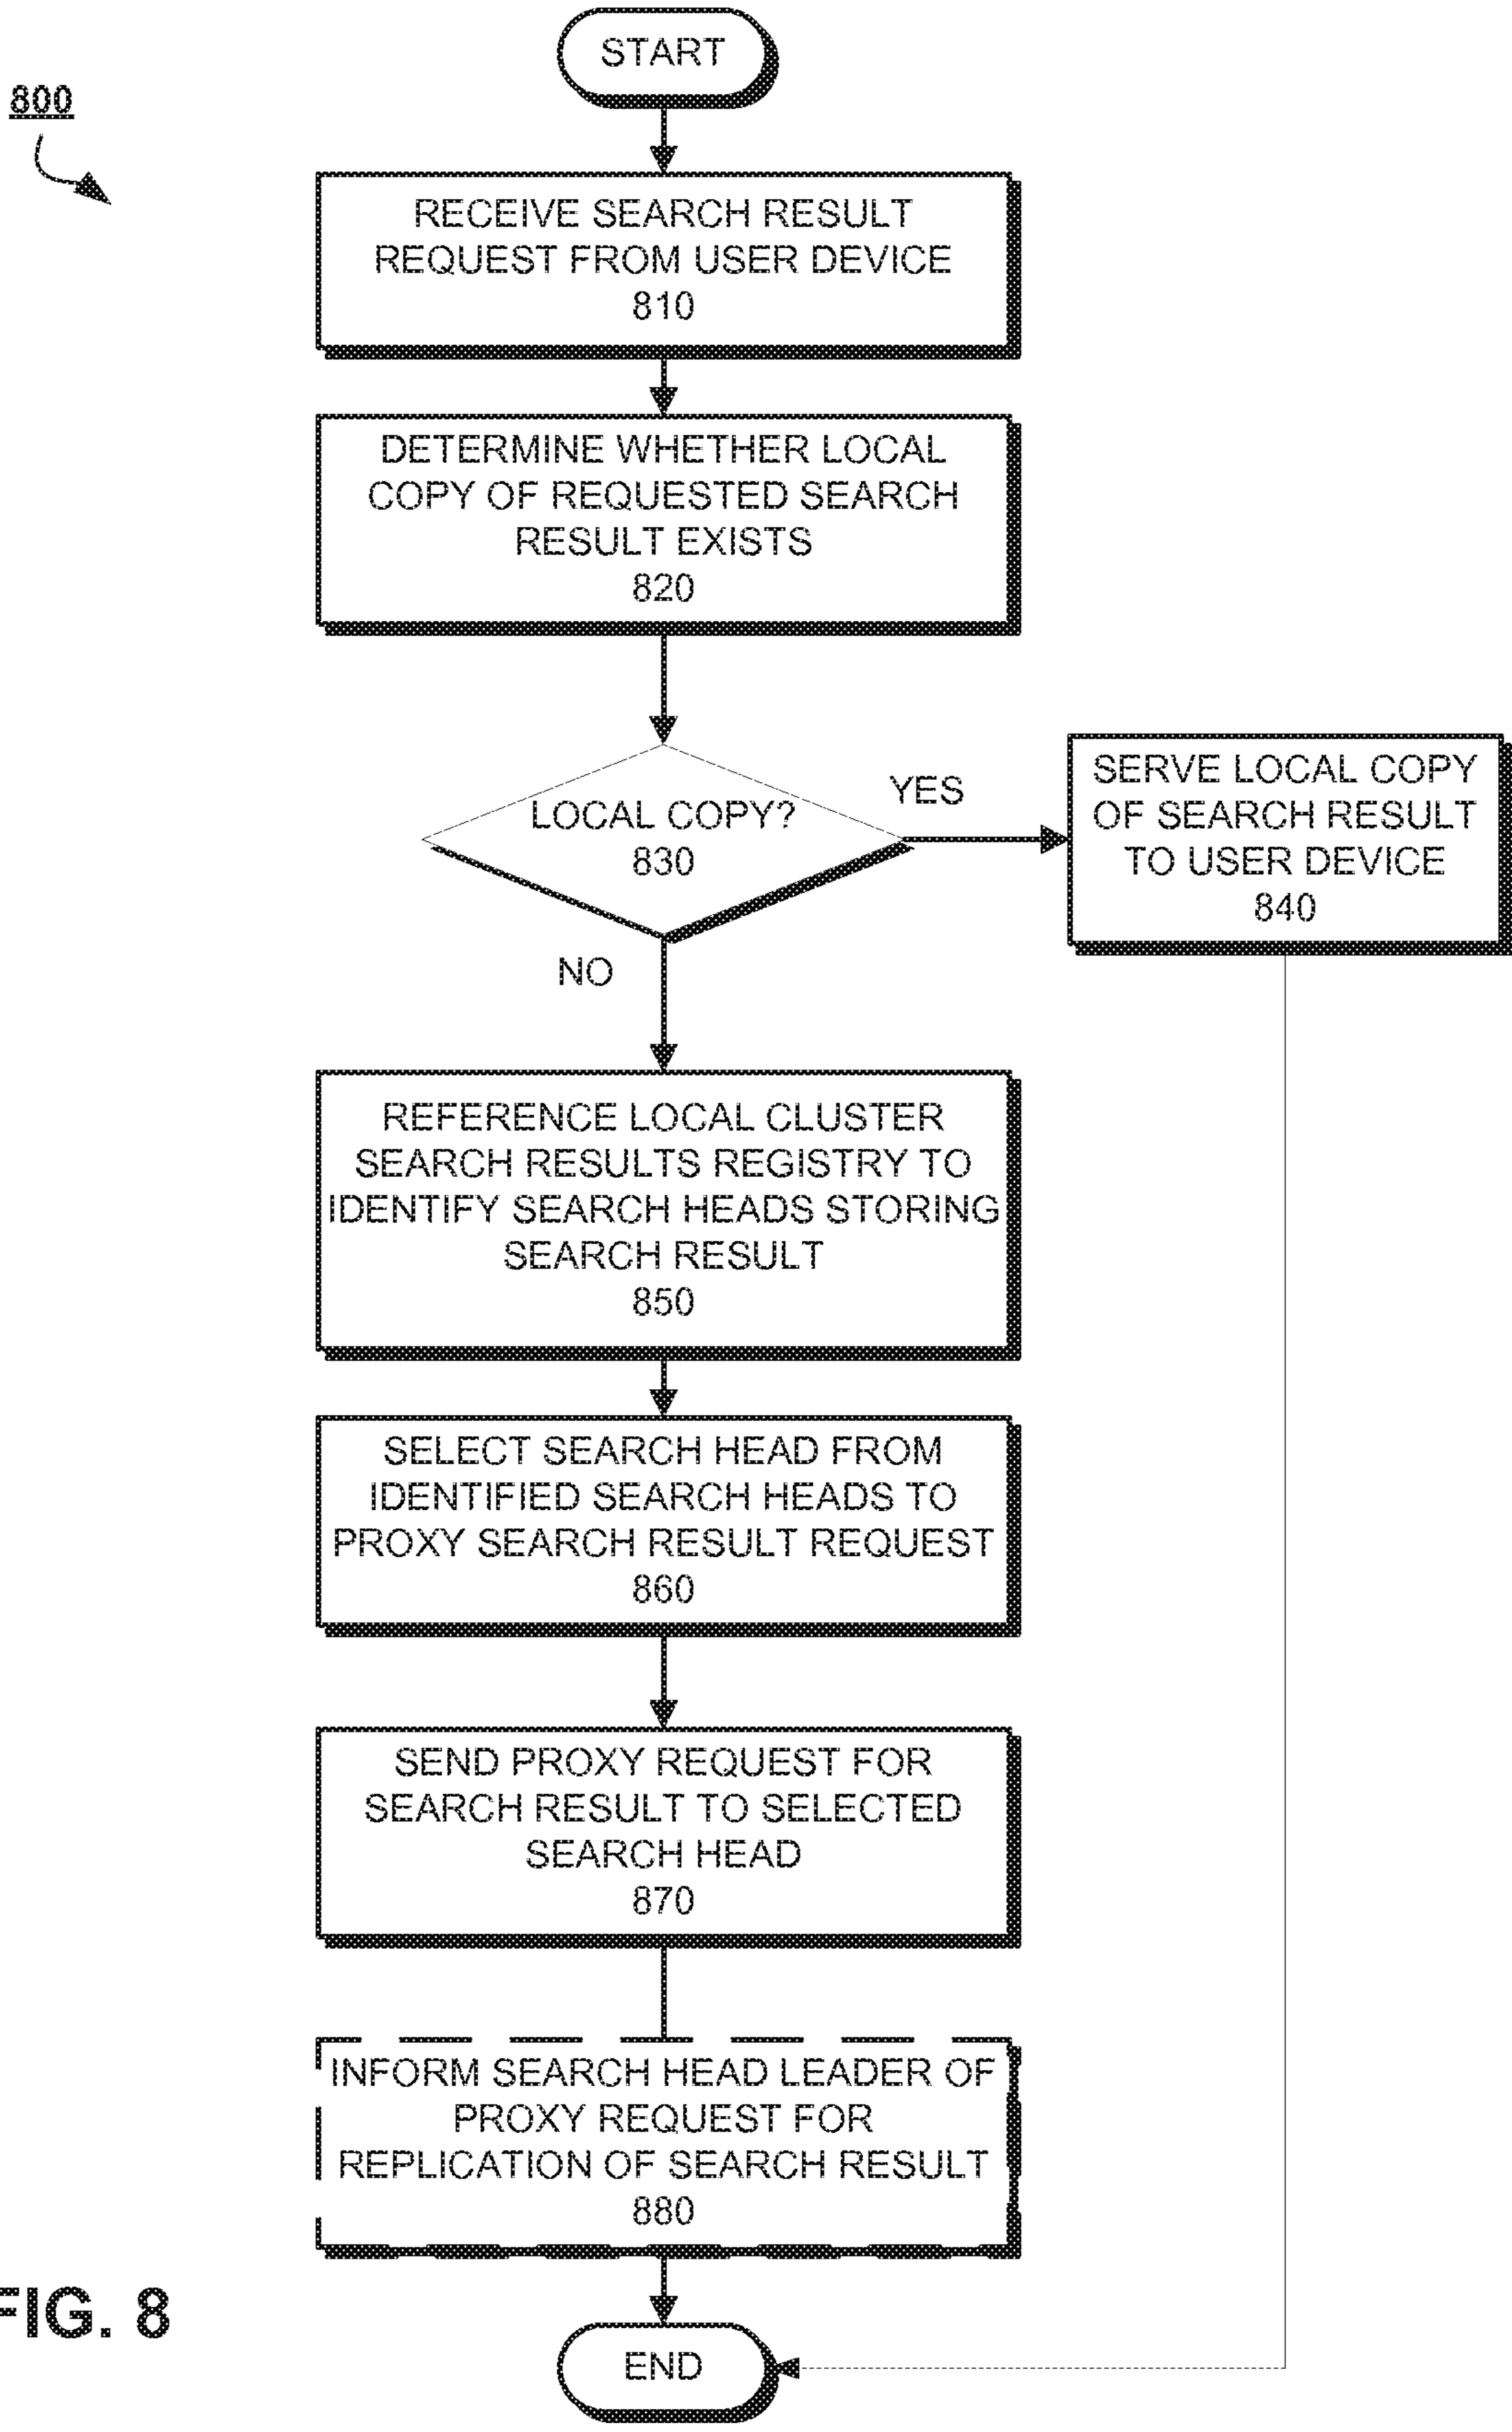 START
800
RECEIVE SEARCH RESULT
REQUEST FROM USER DEVICE
810
DETERMINE WHETHER LOCAL
COPY OF REQUESTED SEARCH
RESULT EXISTS
820
LOCAL COPY?
830
YES
SERVE LOCAL COPY
OF SEARCH RESULT
TO USER DEVICE
840
NO
REFERENCE LOCAL CLUSTER
SEARCH RESULTS REGISTRY TO
IDENTIFY SEARCH HEADS STORING
SEARCH RESULT
850
SELECT SEARCH HEAD FROM
IDENTIFIED SEARCH HEADS TO
PROXY SEARCH RESULT REQUEST
860
SEND PROXY REQUEST FOR
SEARCH RESULT TO SELECTED
SEARCH HEAD
870
INFORM SEARCH HEAD LEADER OF
PROXY REQUEST FOR
REPLICATION OF SEARCH RESULT
880
FIG. 8
END